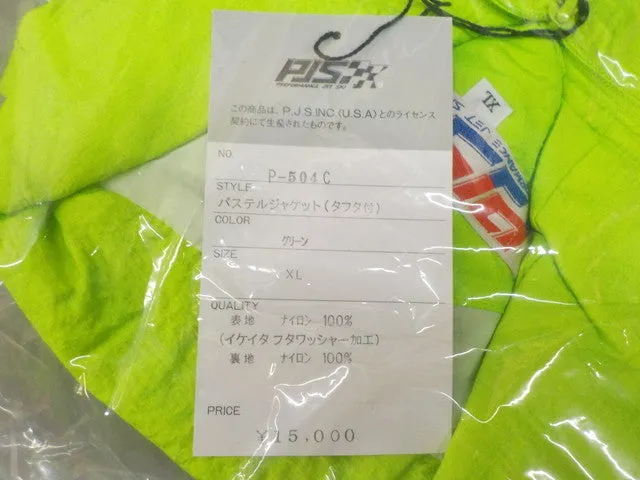 PJS
PERFORMANCE JET SKI
この商品は、P.J.S.INC.(U.S.A)とのライセンス
契約にて生産されたものです。
NO.
P-504C
STYLE
パステルジャケット(タフタ付)
COLOR
グリーン
SIZE
XL
QUALITY
表地 ナイロン 100%
(イケイタ フタワッシャー加工)
裏地 ナイロン 100%
PRICE
¥15,000
XL